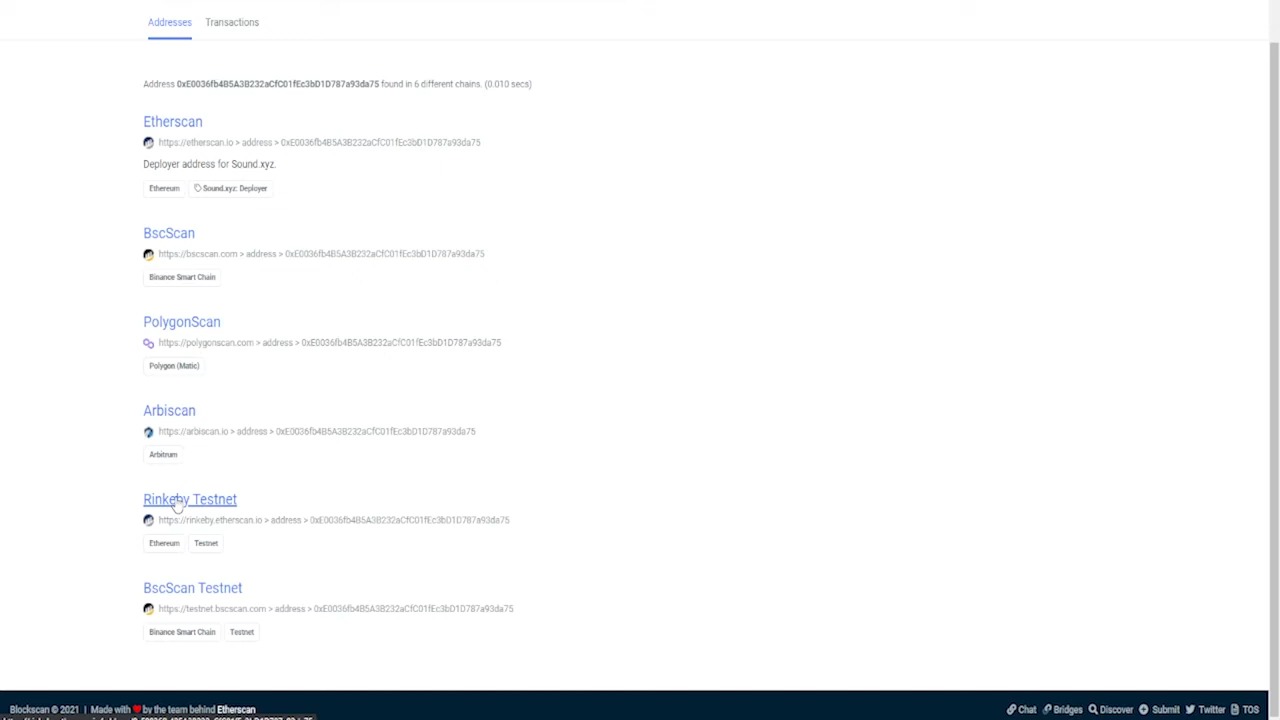 Addresses Transactions
Address 0xE0036fb4B5A3B232aCfC01fEc3bD1D787a93da75 found in 6 different chains. (0.010 secs)
Etherscan
https://etherscan.io > address > 0xE0036fb4B5A3B232aCfC01fEc3bD1D787a93da75
Deployer address for Sound.xyz.
Ethereum Sound.xyz: Deployer
BscScan
https://bscscan.com > address > 0xE0036fb4B5A3B232aCfC01fEc3bD1D787a93da75
Binance Smart Chain
PolygonScan
https://polygonscan.com > address > 0xE0036fb4B5A3B232aCfC01fEc3bD1D787a93da75
Polygon (Matic)
Arbiscan
https://arbiscan.io > address > 0xE0036fb4B5A3B232aCfC01fEc3bD1D787a93da75
Arbitrum
Rinkeby Testnet
https://rinkeby.etherscan.io > address > 0xE0036fb4B5A3B232aCfC01fEc3bD1D787a93da75
Ethereum Testnet
BscScan Testnet
https://testnet.bscscan.com > address > 0xE0036fb4B5A3B232aCfC01fEc3bD1D787a93da75
Binance Smart Chain Testnet
Blockscan © 2021 | Made with ❤ by the team behind Etherscan Chat Bridges Discover Submit Twitter TOS